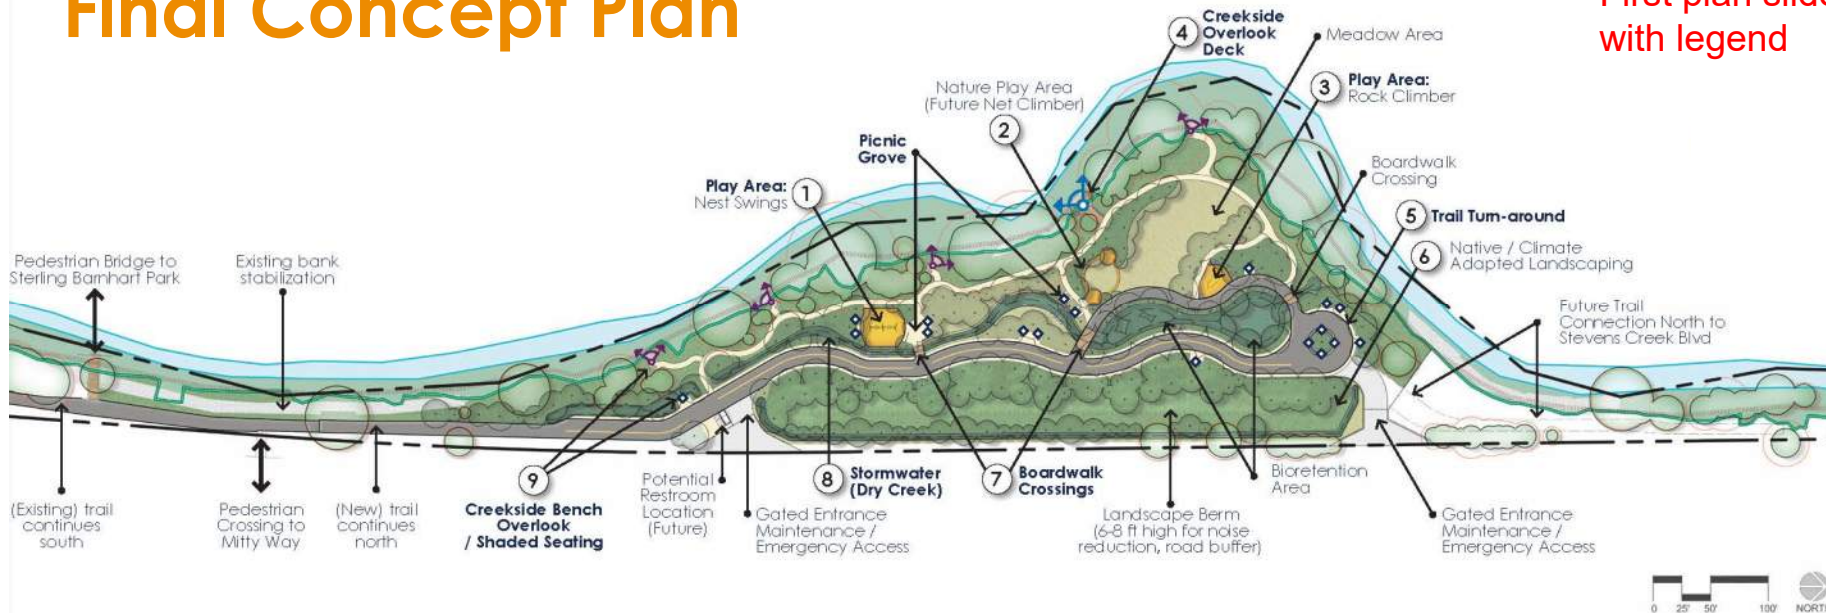 Final Concept Plan
First plan slide
with legend
4
Creekside
Overlook
Deck
Meadow Area
Nature Play Area
(Future Net Climber)
2
3
Play Area:
Rock Climber
Picnic
Grove
Boardwalk
Crossing
Play Area:
Nest Swings
1
5
Trail Turn-around
6
Native / Climate
Adapted Landscaping
Pedestrian Bridge to
Sterling Barnhart Park
Existing bank
stabilization
Future Trail
Connection North to
Stevens Creek Blvd
(Existing) trail
continues
south
Pedestrian
Crossing to
Mitty Way
(New) trail
continues
north
9
Creekside Bench
Overlook
/ Shaded Seating
Potential
Restroom
Location
(Future)
Gated Entrance
Maintenance /
Emergency Access
8
Stormwater
(Dry Creek)
7
Boardwalk
Crossings
Landscape Berm
(6-8 ft high for noise
reduction, road buffer)
Bioretention
Area
Gated Entrance
Maintenance /
Emergency Access
0 25' 50' 100'
NORTH